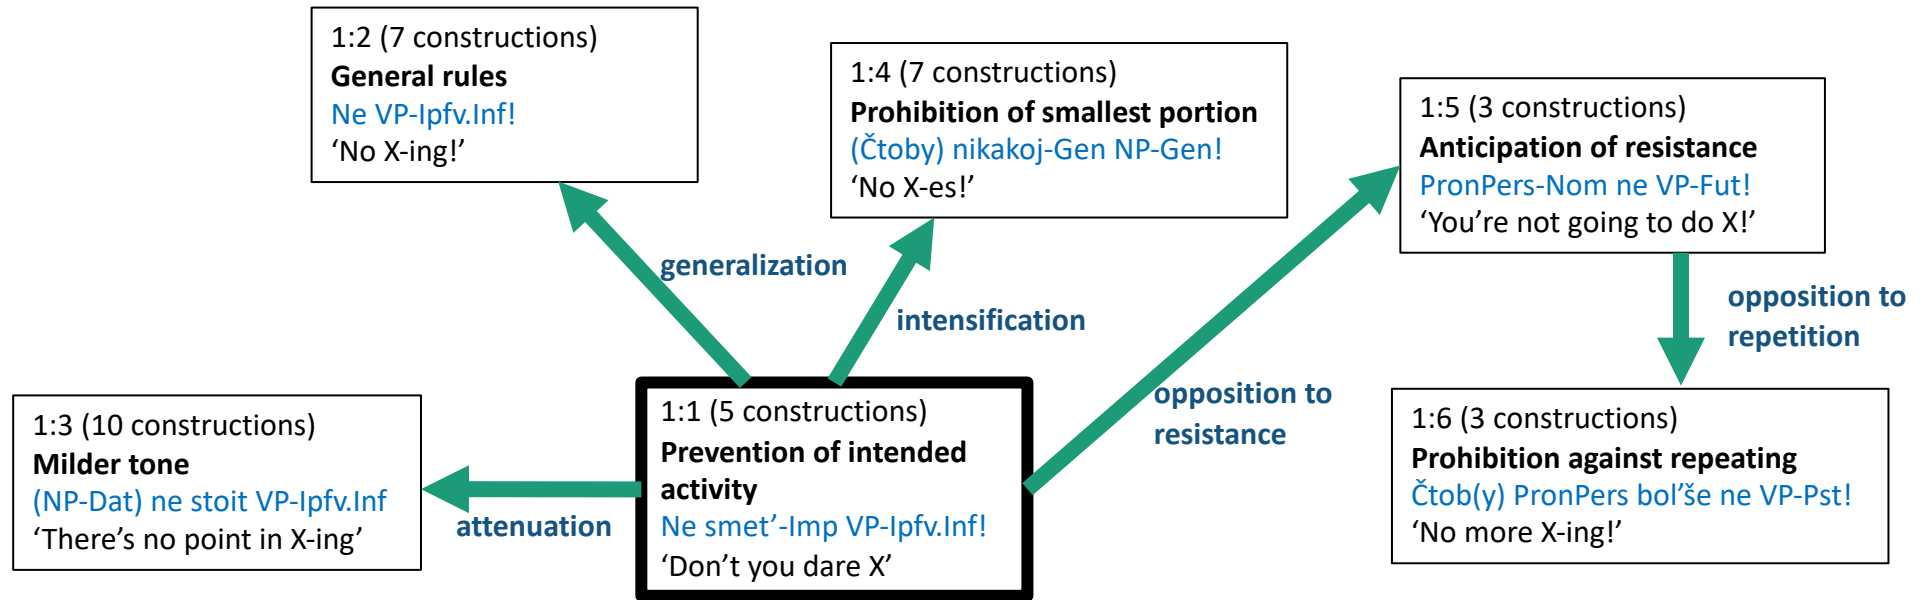 1:2 (7 constructions)
General rules
Ne VP-Ipfv.Inf!
‘No X-ing!’
1:4 (7 constructions)
Prohibition of smallest portion
(Čtoby) nikakoj-Gen NP-Gen!
‘No X-es!’
1:5 (3 constructions)
Anticipation of resistance
PronPers-Nom ne VP-Fut!
‘You’re not going to do X!’
generalization
intensification
opposition to
repetition
opposition to
resistance
1:3 (10 constructions)
Milder tone
(NP-Dat) ne stoit VP-Ipfv.Inf
‘There’s no point in X-ing’
attenuation
1:1 (5 constructions)
Prevention of intended
activity
Ne smet’-Imp VP-Ipfv.Inf!
‘Don’t you dare X’
1:6 (3 constructions)
Prohibition against repeating
Čtob(y) PronPers bol’še ne VP-Pst!
‘No more X-ing!’